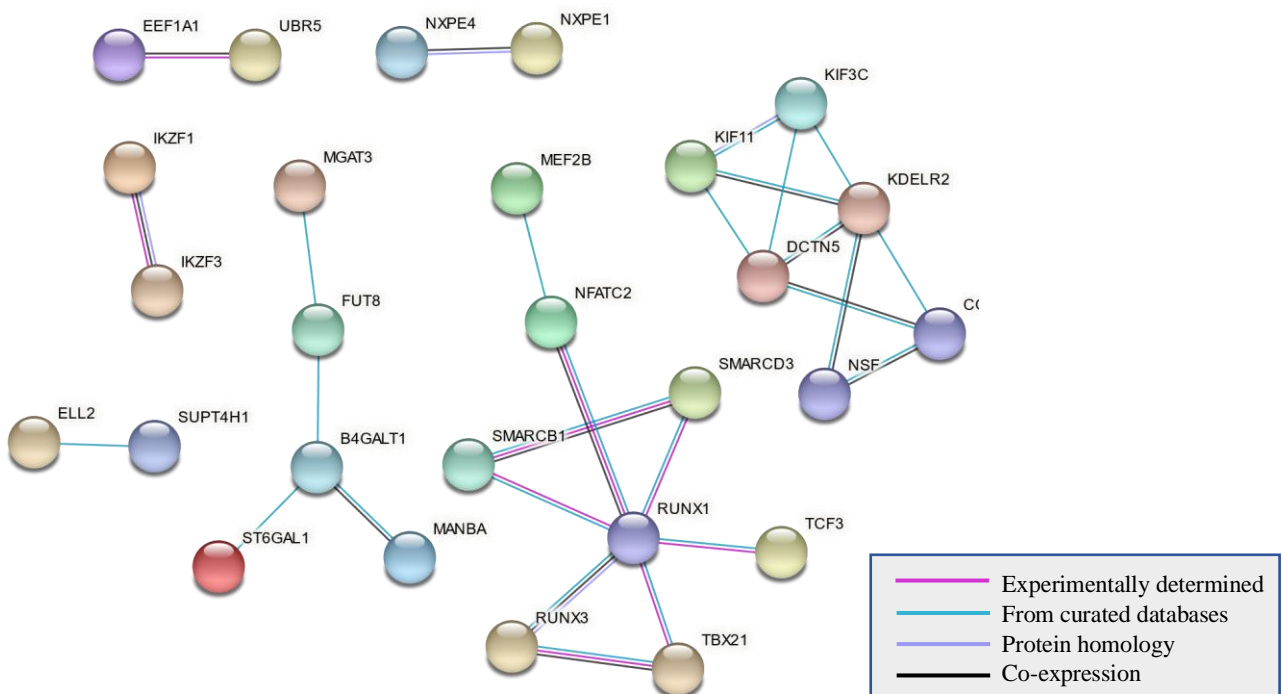 EEF1A1
UBR5
NXPE4
NXPE1
KIF3C
IKZF1
MGAT3
MEF2B
KIF11
KDELR2
DCTN5
IKZF3
FUT8
NFATC2
NSF
SMARCD3
ELL2
SUPT4H1
B4GALT1
SMARCB1
RUNX1
TCF3
ST6GAL1
MANBA
RUNX3
TBX21
Experimentally determined
From curated databases
Protein homology
Co-expression